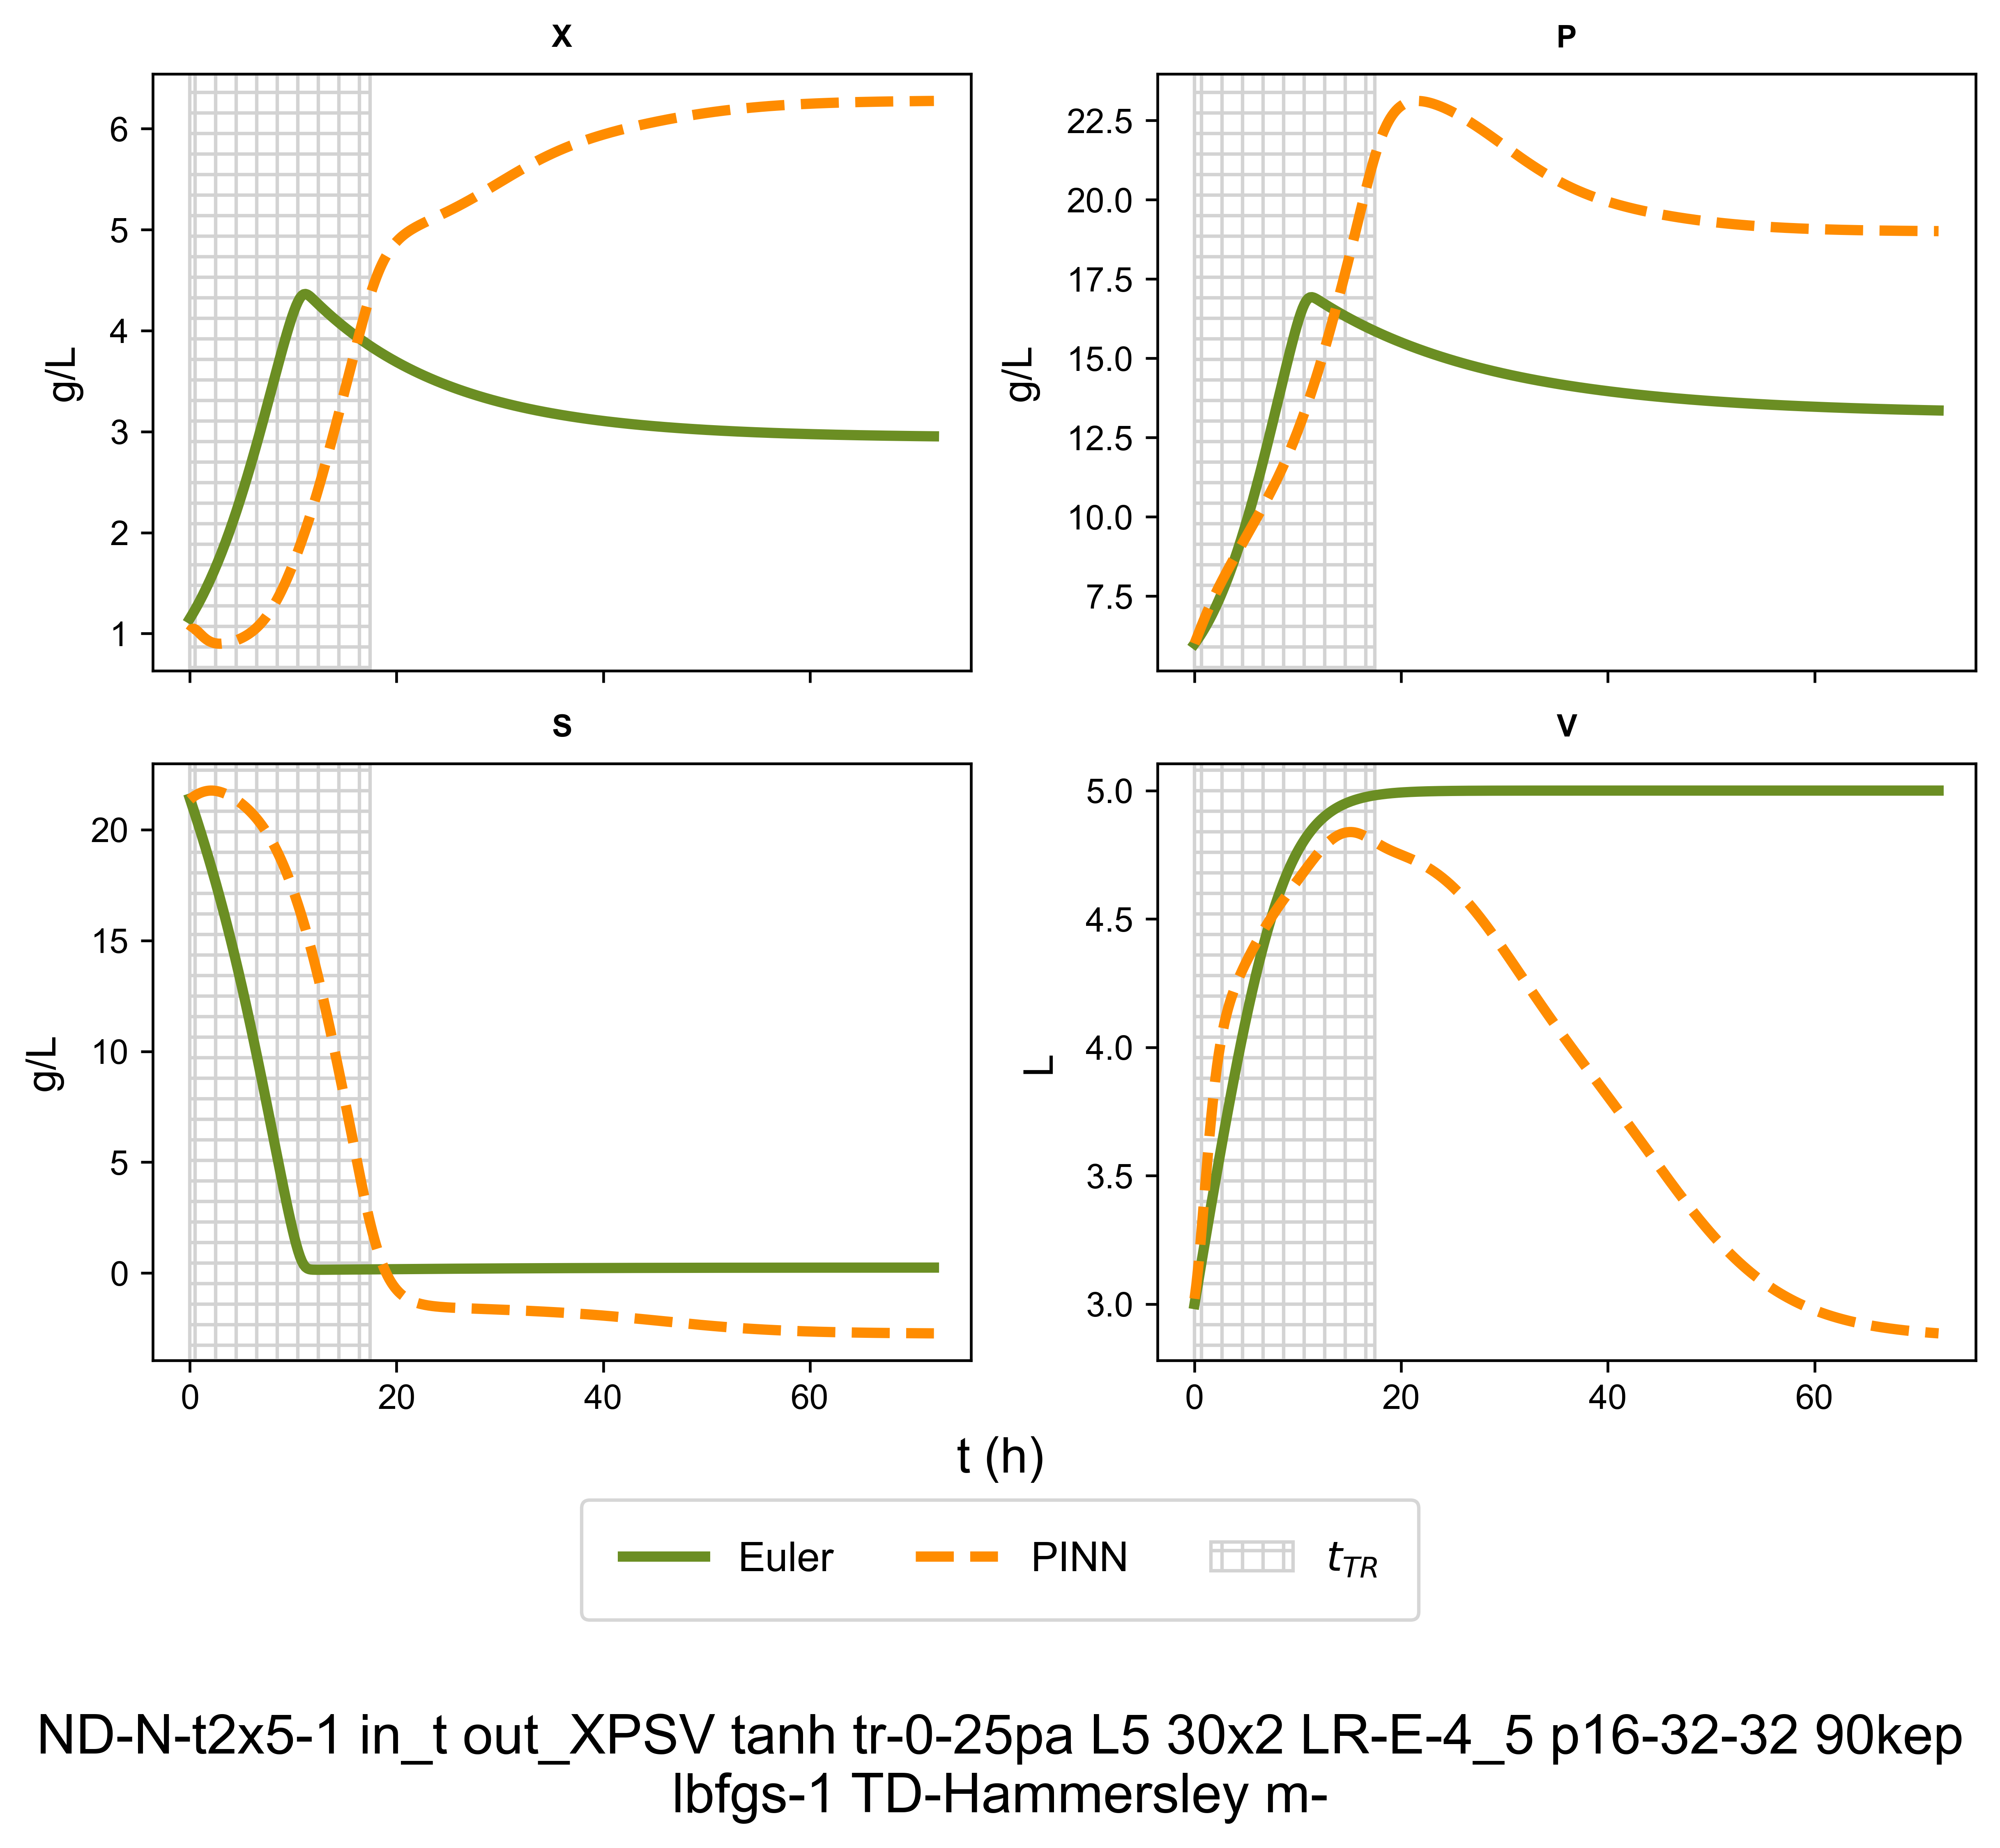 X
P
6
5
4
3
2
1
g/L
22.5
20.0
17.5
15.0
12.5
10.0
7.5
g/L
S
V
20
15
10
5
0
g/L
0
20
40
60
5.0
4.5
4.0
3.5
3.0
L
0
20
40
60
t (h)
Euler PINN t_TR
ND-N-t2x5-1 in_t out_XPSV tanh tr-0-25pa L5 30x2 LR-E-4_5 p16-32-32 90kep
lbfgs-1 TD-Hammersley m-